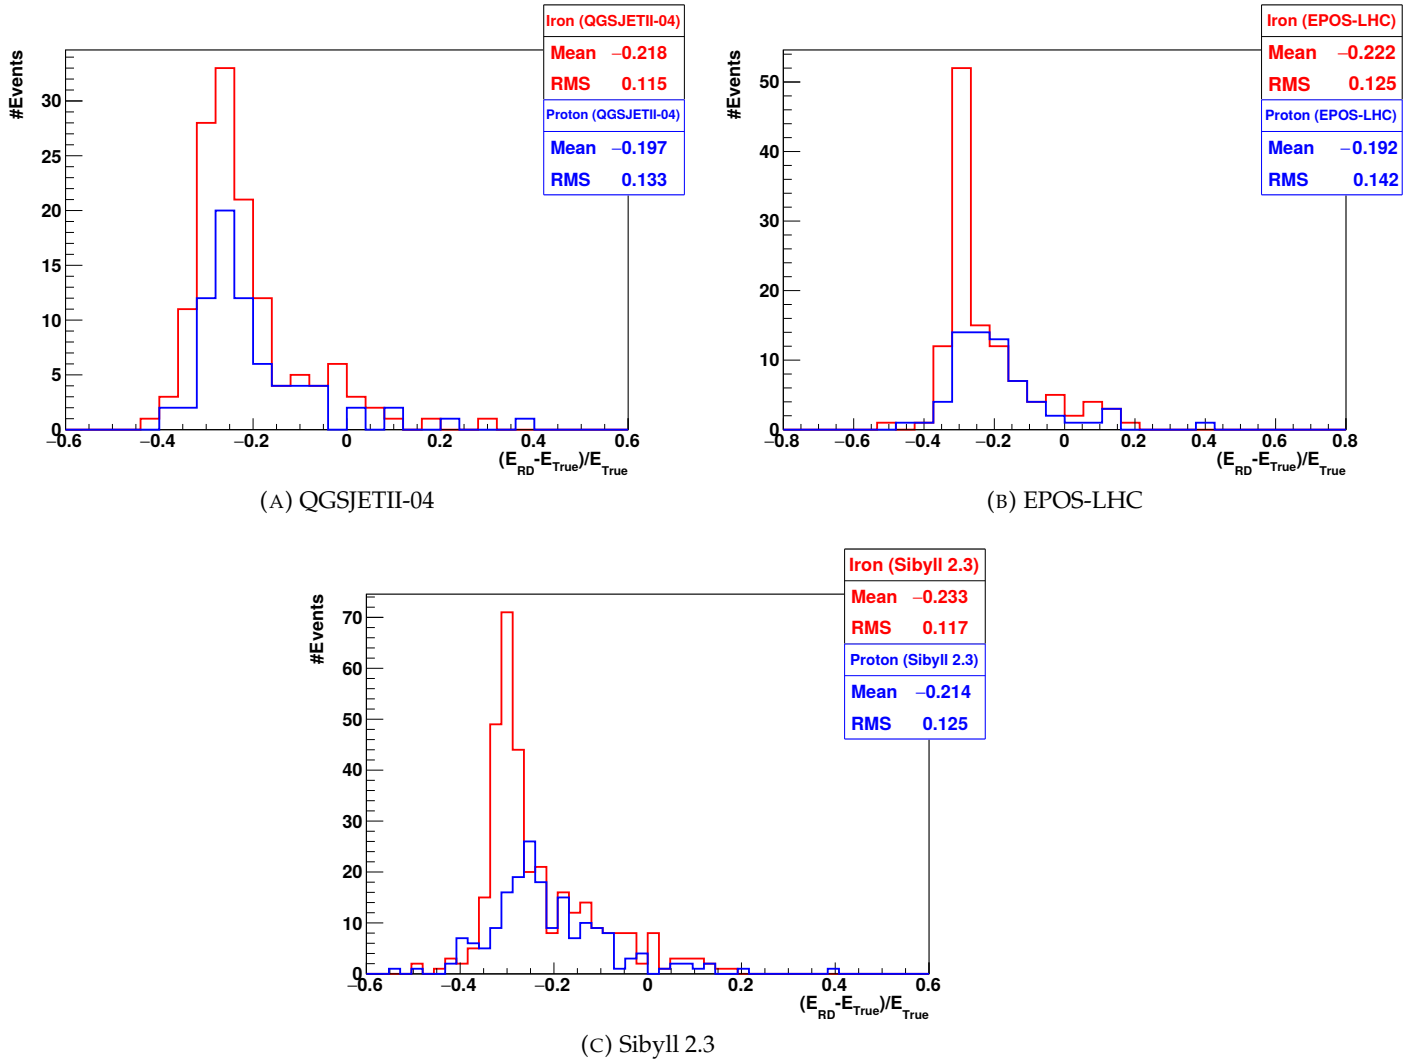 #Events
Iron (QGSJETII-04)
Mean −0.218
RMS 0.115
Proton (QGSJETII-04)
Mean −0.197
RMS 0.133
30
25
20
15
10
5
0
−0.6 −0.4 −0.2 0 0.2 0.4 0.6
(E_RD-E_True)/E_True
(A) QGSJETII-04
#Events
Iron (EPOS-LHC)
Mean −0.222
RMS 0.125
Proton (EPOS-LHC)
Mean −0.192
RMS 0.142
50
40
30
20
10
0
−0.8 −0.6 −0.4 −0.2 0 0.2 0.4 0.6 0.8
(E_RD-E_True)/E_True
(B) EPOS-LHC
#Events
Iron (Sibyll 2.3)
Mean −0.233
RMS 0.117
Proton (Sibyll 2.3)
Mean −0.214
RMS 0.125
70
60
50
40
30
20
10
0
−0.6 −0.4 −0.2 0 0.2 0.4 0.6
(E_RD-E_True)/E_True
(C) Sibyll 2.3